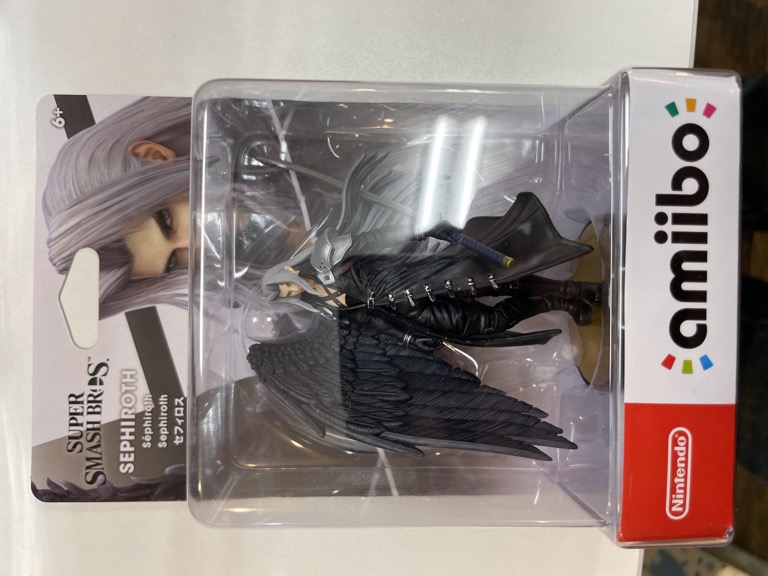 6+
SUPER
SMASH BROS.™
SEPHIROTH
Séphiroth
Sephiroth
セフィロス
amiibo
Nintendo